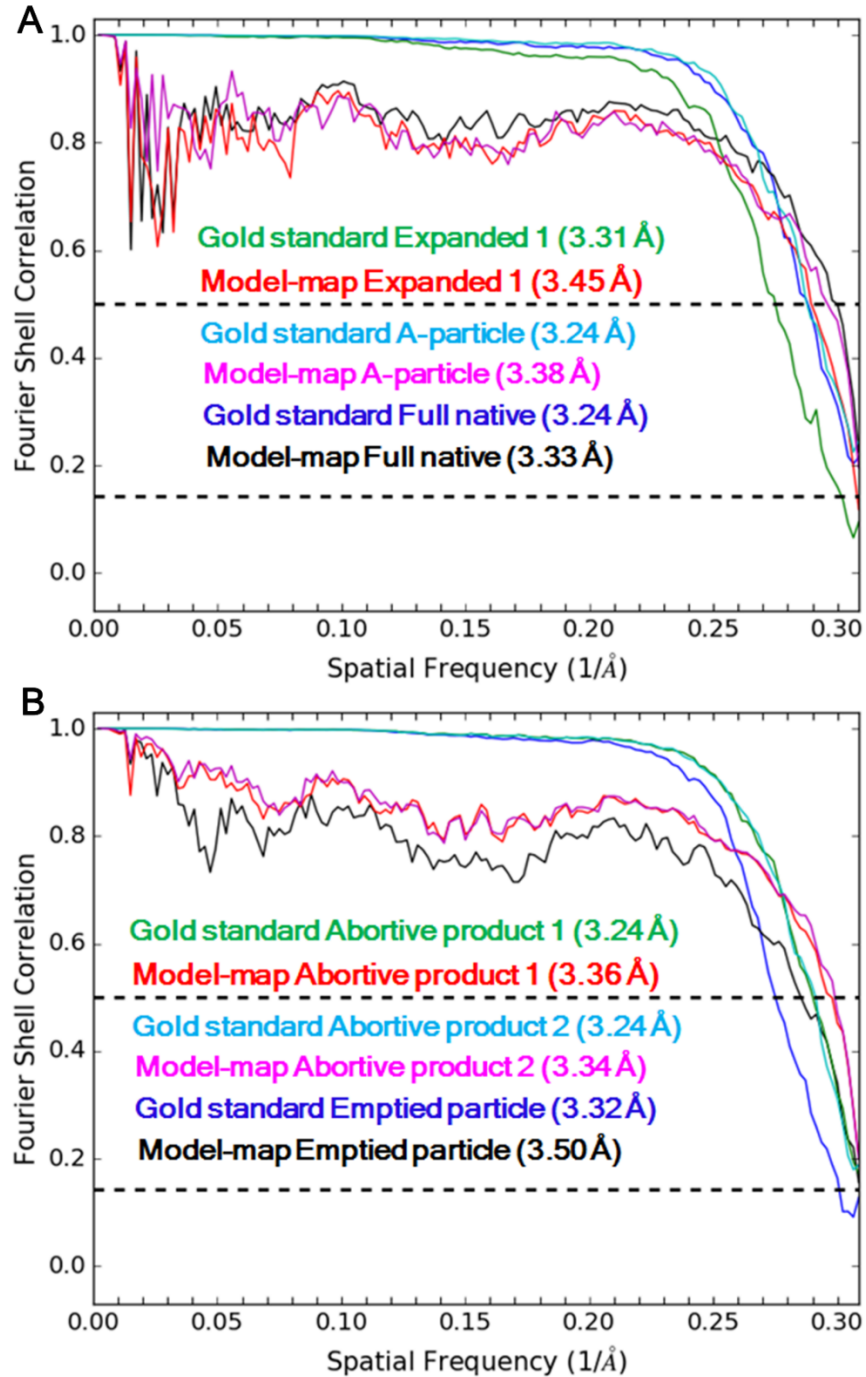 A
1.0
0.8
0.6
0.4
0.2
0.0
Fourier Shell Correlation
Gold standard Expanded 1 (3.31 Å)
Model-map Expanded 1 (3.45 Å)
Gold standard A-particle (3.24 Å)
Model-map A-particle (3.38 Å)
Gold standard Full native (3.24 Å)
Model-map Full native (3.33 Å)
0.00 0.05 0.10 0.15 0.20 0.25 0.30
Spatial Frequency (1/Å)
B
1.0
0.8
0.6
0.4
0.2
0.0
Fourier Shell Correlation
Gold standard Abortive product 1 (3.24 Å)
Model-map Abortive product 1 (3.36 Å)
Gold standard Abortive product 2 (3.24 Å)
Model-map Abortive product 2 (3.34 Å)
Gold standard Emptied particle (3.32 Å)
Model-map Emptied particle (3.50 Å)
0.00 0.05 0.10 0.15 0.20 0.25 0.30
Spatial Frequency (1/Å)